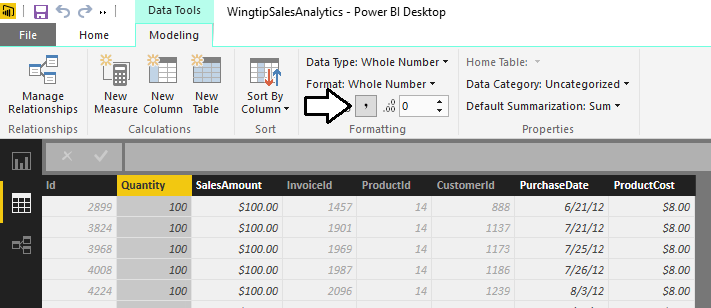 Data Tools
WingtipSalesAnalytics - Power BI Desktop
File Home Modeling
Manage Relationships
New Measure
New Column
New Table
Sort By Column
Data Type: Whole Number
Format: Whole Number
, .00 0
Home Table:
Data Category: Uncategorized
Default Summarization: Sum
Relationships Calculations Sort Formatting Properties
Id Quantity SalesAmount InvoiceId ProductId CustomerId PurchaseDate ProductCost
2899 100 $100.00 1457 14 888 6/21/12 $8.00
3824 100 $100.00 1901 14 1137 7/21/12 $8.00
3968 100 $100.00 1969 14 1173 7/25/12 $8.00
4008 100 $100.00 1987 14 1186 7/26/12 $8.00
4224 100 $100.00 2096 14 1239 8/3/12 $8.00